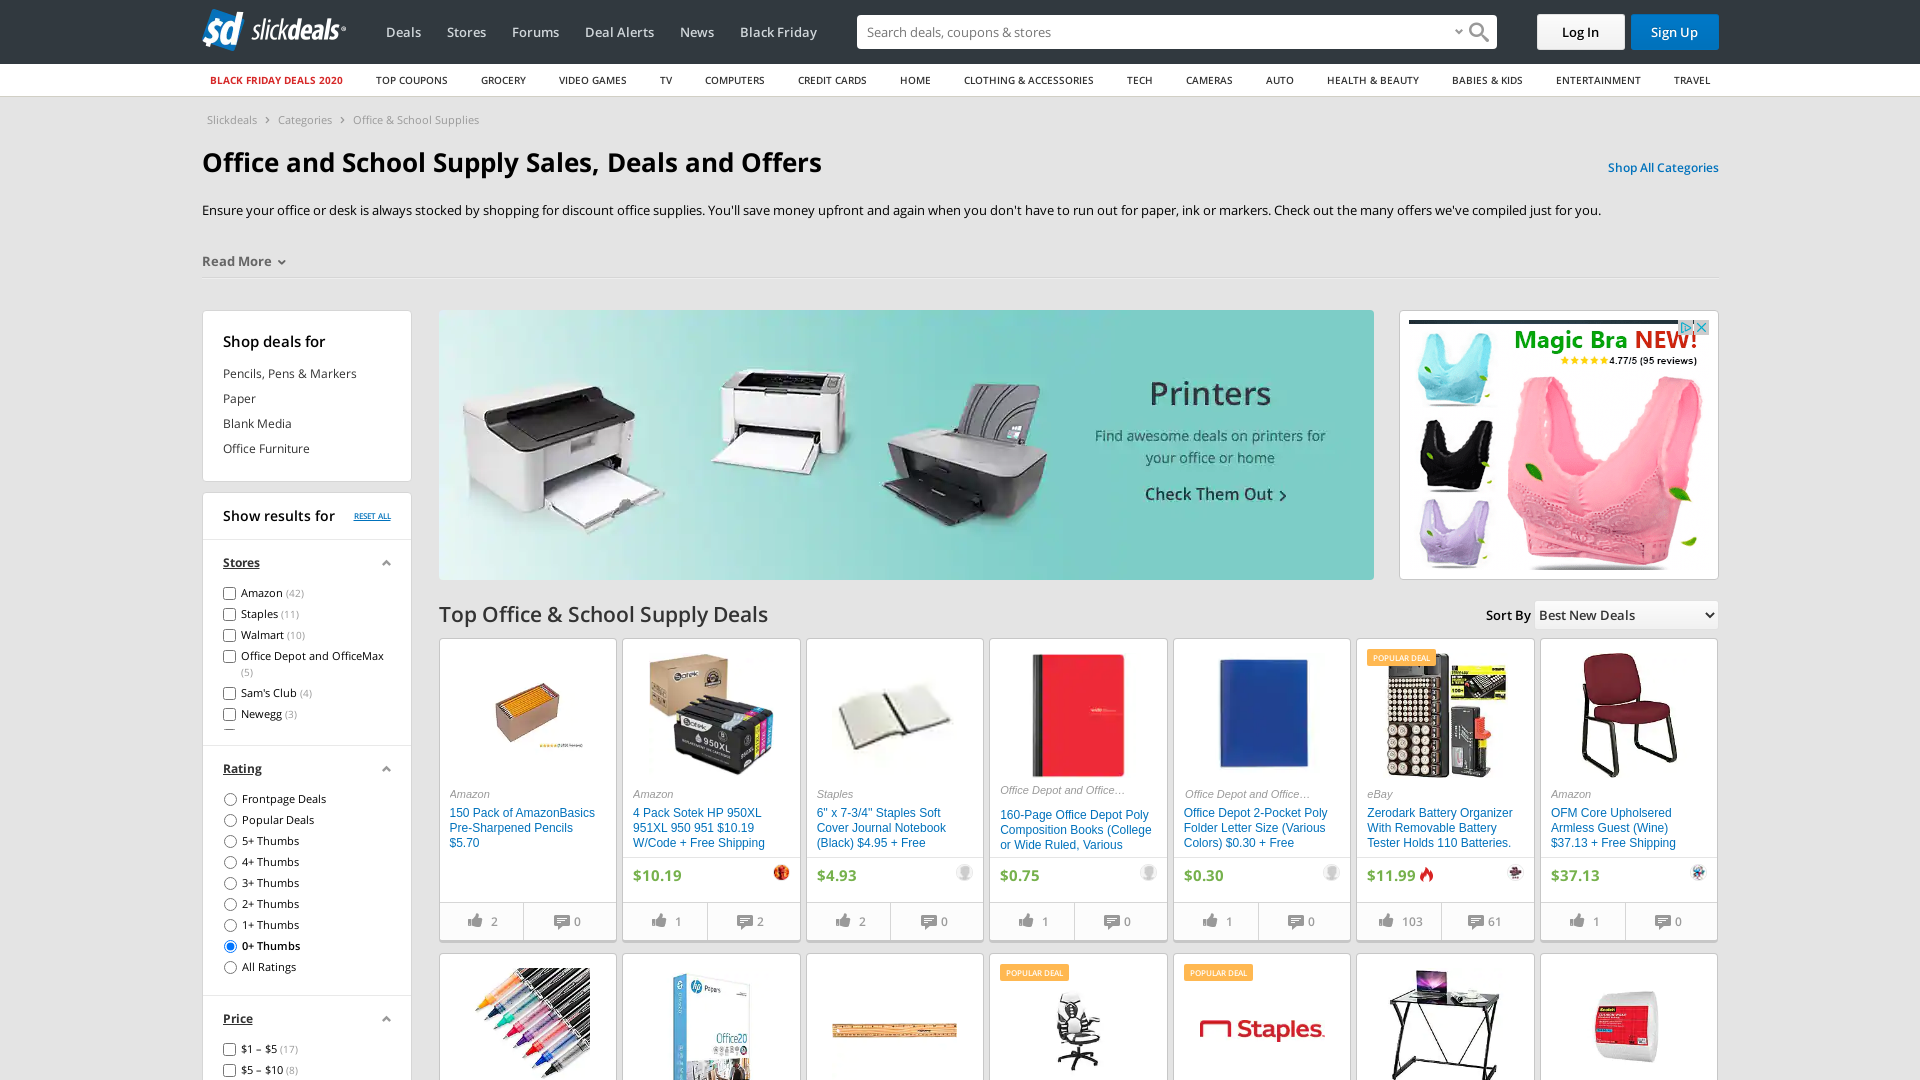 sd slickdeals
Deals
Stores
Forums
Deal Alerts
News
Black Friday
Search deals, coupons & stores
Log In
Sign Up
BLACK FRIDAY DEALS 2020
TOP COUPONS
GROCERY
VIDEO GAMES
TV
COMPUTERS
CREDIT CARDS
HOME
CLOTHING & ACCESSORIES
TECH
CAMERAS
AUTO
HEALTH & BEAUTY
BABIES & KIDS
ENTERTAINMENT
TRAVEL
Slickdeals › Categories › Office & School Supplies
Office and School Supply Sales, Deals and Offers
Shop All Categories
Ensure your office or desk is always stocked by shopping for discount office supplies. You'll save money upfront and again when you don't have to run out for paper, ink or markers. Check out the many offers we've compiled just for you.
Read More
Shop deals for
Pencils, Pens & Markers
Paper
Blank Media
Office Furniture
Show results for
RESET ALL
Stores
Amazon (42)
Staples (11)
Walmart (10)
Office Depot and OfficeMax
(5)
Sam's Club (4)
Newegg (3)
Rating
Frontpage Deals
Popular Deals
5+ Thumbs
4+ Thumbs
3+ Thumbs
2+ Thumbs
1+ Thumbs
0+ Thumbs
All Ratings
Price
$1 – $5 (17)
$5 – $10 (8)
Printers
Find awesome deals on printers for
your office or home
Check Them Out
Magic Bra NEW!
4.77/5 (95 reviews)
Top Office & School Supply Deals
Sort By
Best New Deals
Amazon
150 Pack of AmazonBasics
Pre-Sharpened Pencils
$5.70
2
0
Sotek
Sotek
950XL
Amazon
4 Pack Sotek HP 950XL
951XL 950 951 $10.19
W/Code + Free Shipping
$10.19
1
2
Staples
6" x 7-3/4" Staples Soft
Cover Journal Notebook
(Black) $4.95 + Free
$4.93
2
0
Office Depot and Office…
160-Page Office Depot Poly
Composition Books (College
or Wide Ruled, Various
$0.75
1
0
Office Depot and Office…
Office Depot 2-Pocket Poly
Folder Letter Size (Various
Colors) $0.30 + Free
$0.30
1
0
POPULAR DEAL
eBay
Zerodark Battery Organizer
With Removable Battery
Tester Holds 110 Batteries.
$11.99
103
61
Amazon
OFM Core Upholsered
Armless Guest (Wine)
$37.13 + Free Shipping
$37.13
1
0
hp Papers
Office20
POPULAR DEAL
POPULAR DEAL
Staples.
Scotch